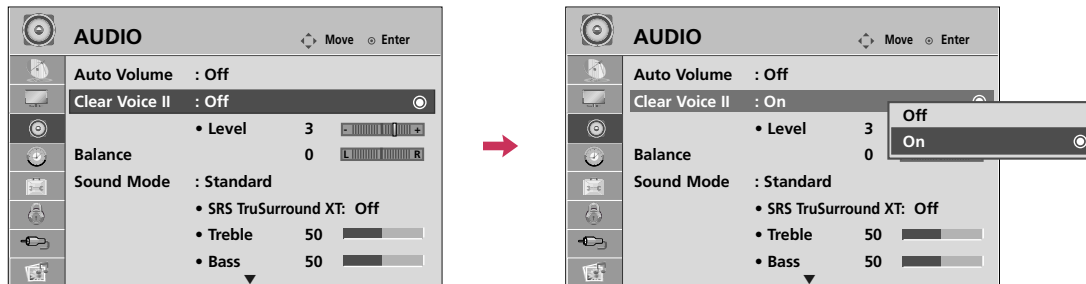 AUDIO Move Enter
Auto Volume : Off
Clear Voice II : Off
• Level 3 - +
Balance 0 L R
Sound Mode : Standard
• SRS TruSurround XT: Off
• Treble 50
• Bass 50
AUDIO Move Enter
Auto Volume : Off
Clear Voice II : On
• Level 3
Balance 0
Sound Mode : Standard
• SRS TruSurround XT: Off
• Treble 50
• Bass 50
Off
On